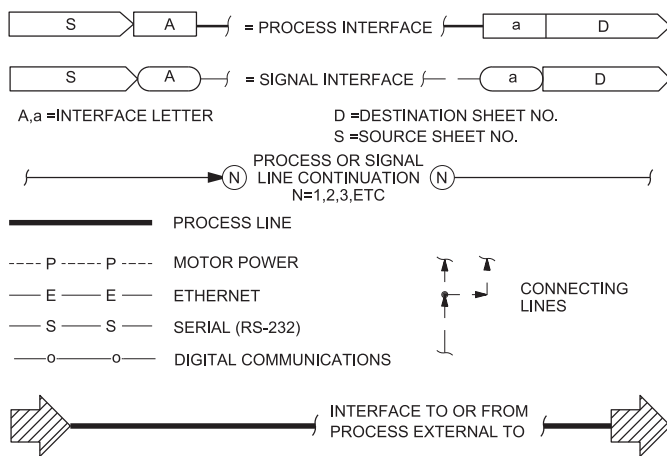 S A = PROCESS INTERFACE a D
S A = SIGNAL INTERFACE a D
A,a =INTERFACE LETTER
D =DESTINATION SHEET NO.
S =SOURCE SHEET NO.
N PROCESS OR SIGNAL N
LINE CONTINUATION
N=1,2,3,ETC
PROCESS LINE
P P MOTOR POWER
E E ETHERNET
S S SERIAL (RS-232)
o o DIGITAL COMMUNICATIONS
CONNECTING
LINES
INTERFACE TO OR FROM
PROCESS EXTERNAL TO